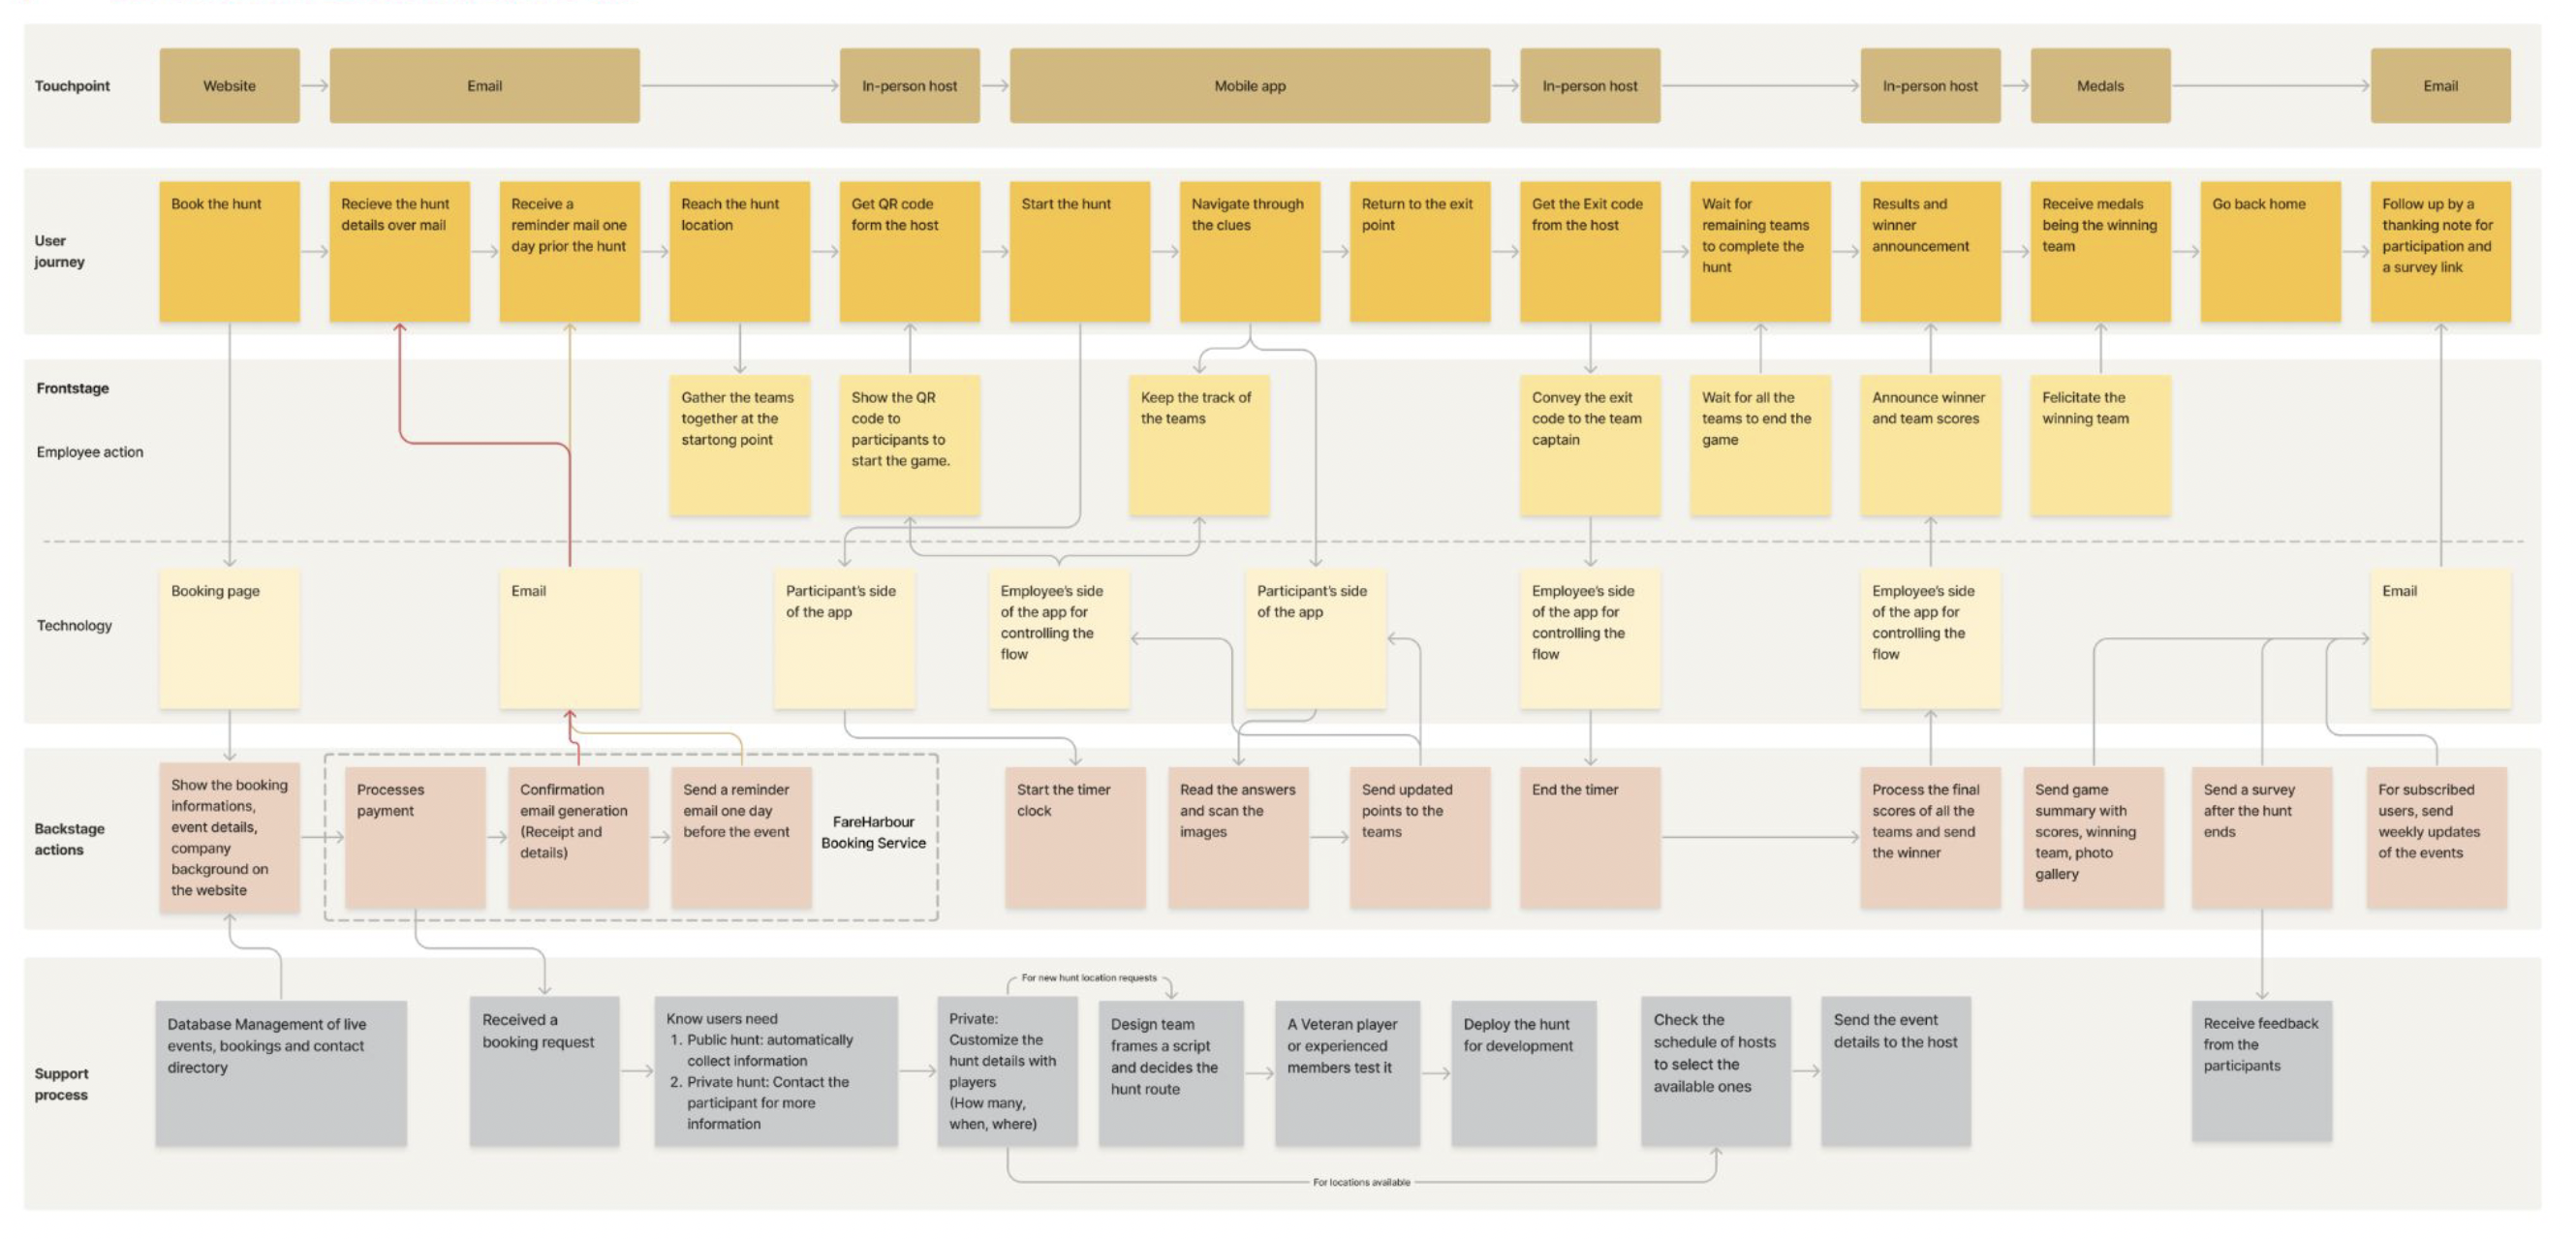 Touchpoint
Website
Email
In-person host
Mobile app
In-person host
In-person host
Medals
Email
User
journey
Book the hunt
Recieve the hunt
details over mail
Receive a
reminder mail one
day prior the hunt
Reach the hunt
location
Get QR code
form the host
Start the hunt
Navigate through
the clues
Return to the exit
point
Get the Exit code
from the host
Wait for
remaining teams
to complete the
hunt
Results and
winner
announcement
Receive medals
being the winning
team
Go back home
Follow up by a
thanking note for
participation and
a survey link
Frontstage
Employee action
Gather the teams
together at the
startong point
Show the QR
code to
participants to
start the game.
Keep the track of
the teams
Convey the exit
code to the team
captain
Wait for all the
teams to end the
game
Announce winner
and team scores
Felicitate the
winning team
Technology
Booking page
Email
Participant's side
of the app
Employee's side
of the app for
controlling the
flow
Participant's side
of the app
Employee's side
of the app for
controlling the
flow
Employee's side
of the app for
controlling the
flow
Email
Backstage
actions
Show the booking
informations,
event details,
company
background on
the website
Processes
payment
Confirmation
email generation
(Receipt and
details)
Send a reminder
email one day
before the event
FareHarbour
Booking Service
Start the timer
clock
Read the answers
and scan the
images
Send updated
points to the
teams
End the timer
Process the final
scores of all the
teams and send
the winner
Send game
summary with
scores, winning
team, photo
gallery
Send a survey
after the hunt
ends
For subscribed
users, send
weekly updates
of the events
Support
process
Database Management of live
events, bookings and contact
directory
Received a
booking request
Know users need
1. Public hunt: automatically
collect information
2. Private hunt: Contact the
participant for more
information
Private:
Customize the
hunt details with
players
(How many,
when, where)
For new hunt location requests
Design team
frames a script
and decides the
hunt route
A Veteran player
or experienced
members test it
Deploy the hunt
for development
Check the
schedule of hosts
to select the
available ones
Send the event
details to the host
Receive feedback
from the
participants
For locations available